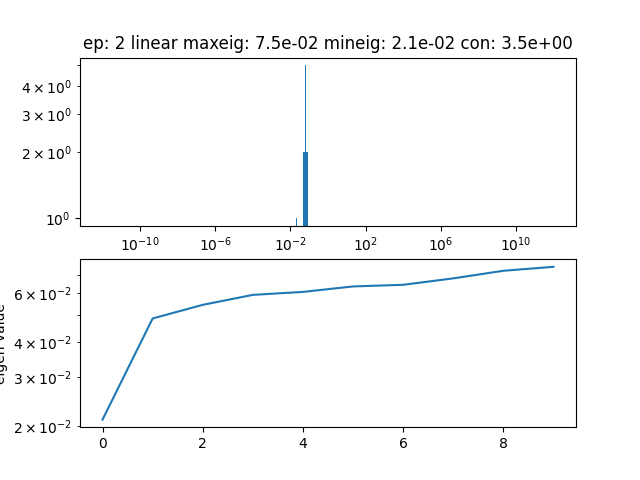 ep: 2 linear maxeig: 7.5e-02 mineig: 2.1e-02 con: 3.5e+00
4 × 10⁰
3 × 10⁰
2 × 10⁰
10⁰
10⁻¹⁰ 10⁻⁶ 10⁻² 10² 10⁶ 10¹⁰
6 × 10⁻²
4 × 10⁻²
3 × 10⁻²
2 × 10⁻²
eigen value
0 2 4 6 8